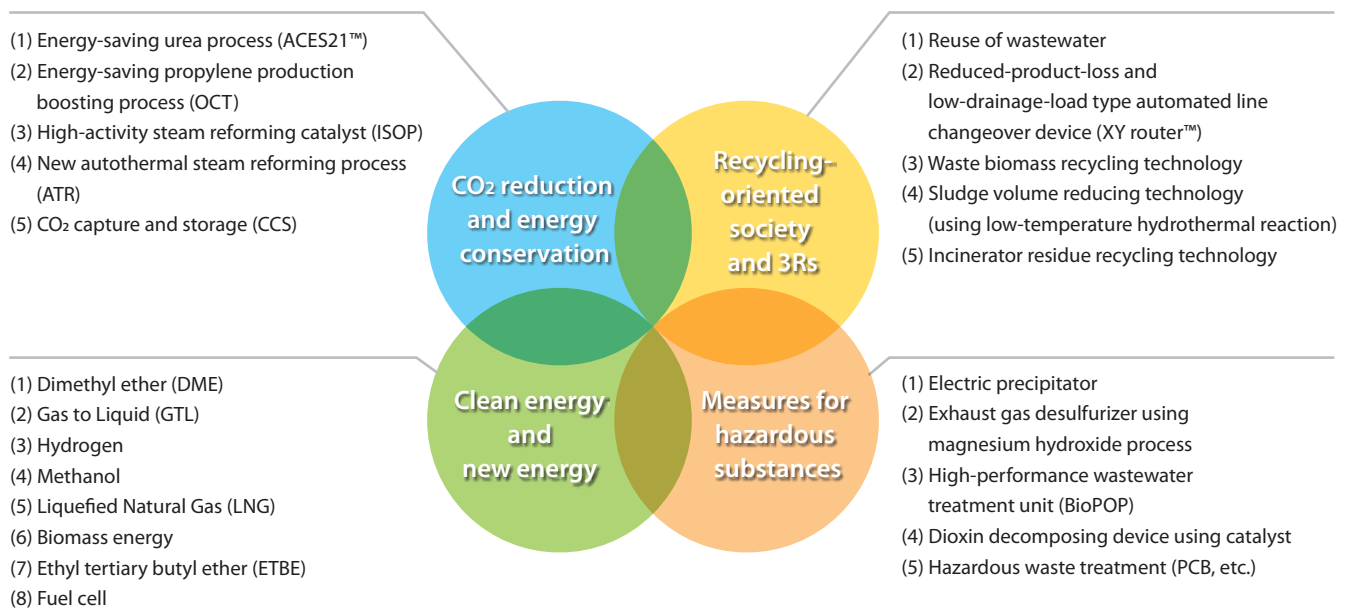 (1) Energy-saving urea process (ACES21™)
(2) Energy-saving propylene production
boosting process (OCT)
(3) High-activity steam reforming catalyst (ISOP)
(4) New autothermal steam reforming process
(ATR)
(5) CO₂ capture and storage (CCS)
(1) Reuse of wastewater
(2) Reduced-product-loss and
low-drainage-load type automated line
changeover device (XY router™)
(3) Waste biomass recycling technology
(4) Sludge volume reducing technology
(using low-temperature hydrothermal reaction)
(5) Incinerator residue recycling technology
CO₂ reduction
and energy
conservation
Recycling-
oriented
society
and 3Rs
Clean energy
and
new energy
Measures for
hazardous
substances
(1) Dimethyl ether (DME)
(2) Gas to Liquid (GTL)
(3) Hydrogen
(4) Methanol
(5) Liquefied Natural Gas (LNG)
(6) Biomass energy
(7) Ethyl tertiary butyl ether (ETBE)
(8) Fuel cell
(1) Electric precipitator
(2) Exhaust gas desulfurizer using
magnesium hydroxide process
(3) High-performance wastewater
treatment unit (BioPOP)
(4) Dioxin decomposing device using catalyst
(5) Hazardous waste treatment (PCB, etc.)